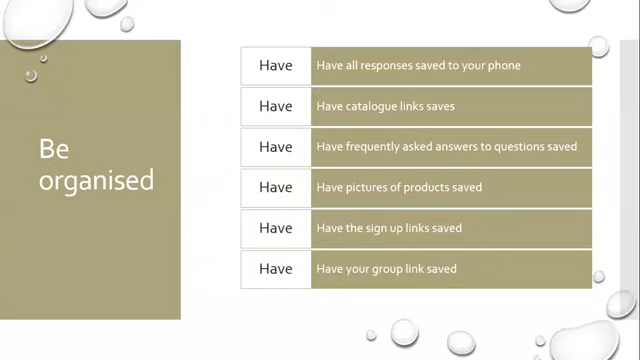 Be
organised
Have
Have all responses saved to your phone
Have
Have catalogue links saves
Have
Have frequently asked answers to questions saved
Have
Have pictures of products saved
Have
Have the sign up links saved
Have
Have your group link saved